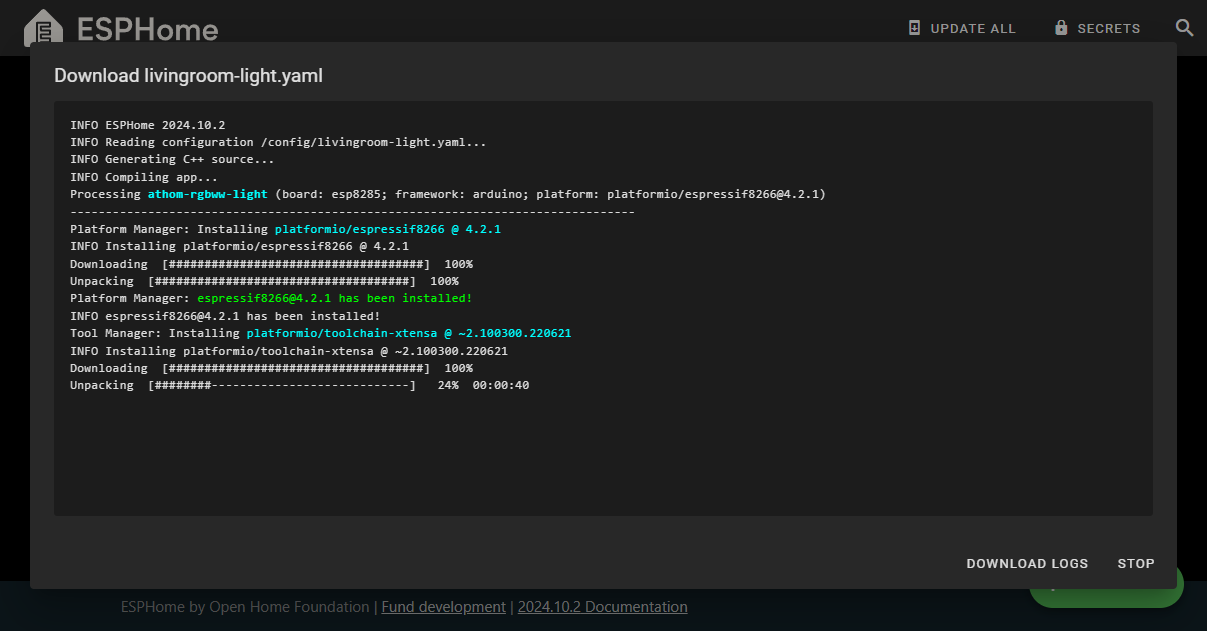 ESPHome
UPDATE ALL
SECRETS
Download livingroom-light.yaml
INFO ESPHome 2024.10.2
INFO Reading configuration /config/livingroom-light.yaml...
INFO Generating C++ source...
INFO Compiling app...
Processing athom-rgbww-light (board: esp8285; framework: arduino; platform: platformio/espressif8266@4.2.1)
--------------------------------------------------------------------------------
Platform Manager: Installing platformio/espressif8266 @ 4.2.1
INFO Installing platformio/espressif8266 @ 4.2.1
Downloading  [####################################]  100%
Unpacking  [####################################]  100%
Platform Manager: espressif8266@4.2.1 has been installed!
INFO espressif8266@4.2.1 has been installed!
Tool Manager: Installing platformio/toolchain-xtensa @ ~2.100300.220621
INFO Installing platformio/toolchain-xtensa @ ~2.100300.220621
Downloading  [####################################]  100%
Unpacking  [########----------------------------]   24%  00:00:40
DOWNLOAD LOGS
STOP
ESPHome by Open Home Foundation | Fund development | 2024.10.2 Documentation